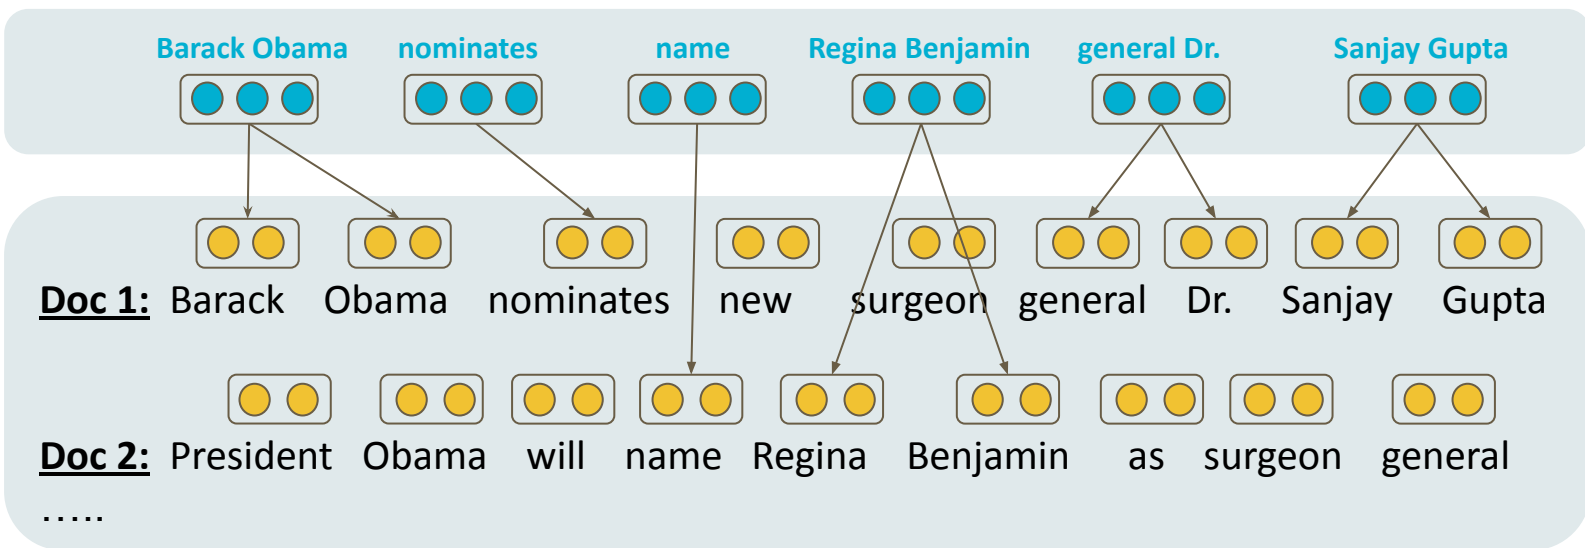 Barack Obama nominates name Regina Benjamin general Dr. Sanjay Gupta
Doc 1: Barack Obama nominates new surgeon general Dr. Sanjay Gupta
Doc 2: President Obama will name Regina Benjamin as surgeon general
.....